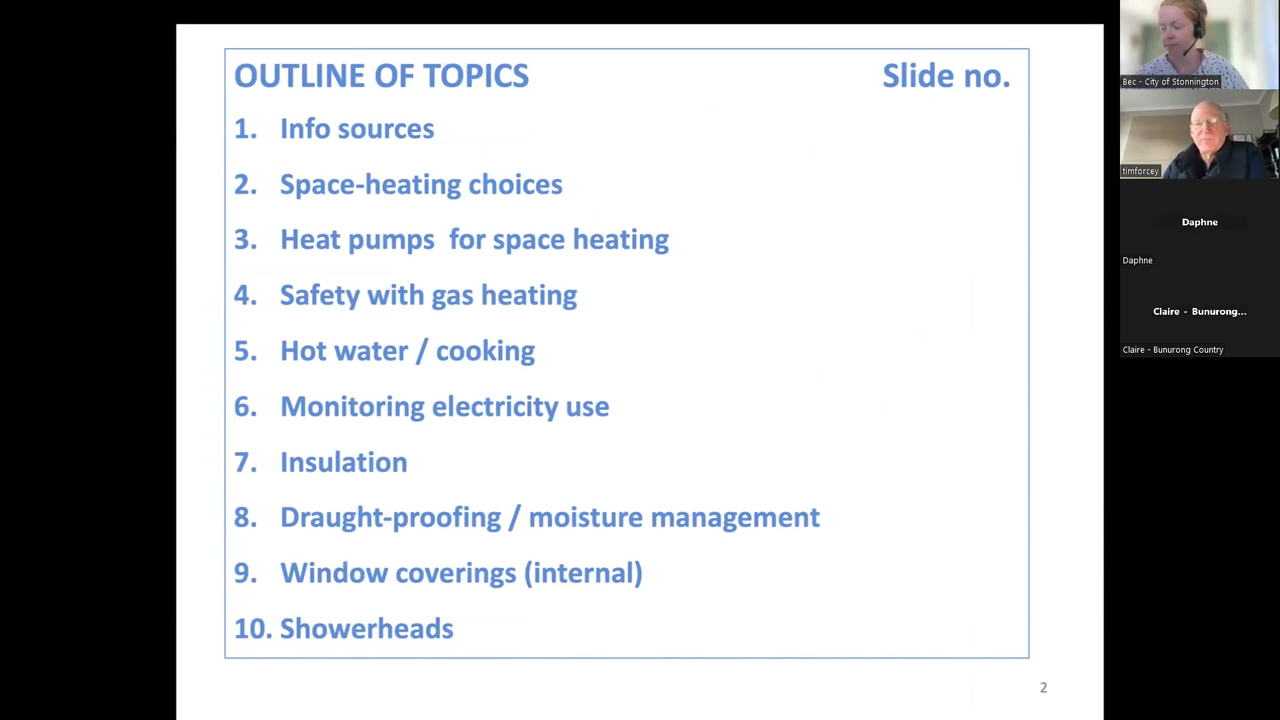 OUTLINE OF TOPICS Slide no.
1. Info sources
2. Space-heating choices
3. Heat pumps  for space heating
4. Safety with gas heating
5. Hot water / cooking
6. Monitoring electricity use
7. Insulation
8. Draught-proofing / moisture management
9. Window coverings (internal)
10. Showerheads
2
Bec - City of Stonnington
timforcey
Daphne
Daphne
Claire - Bunurong...
Claire - Bunurong Country